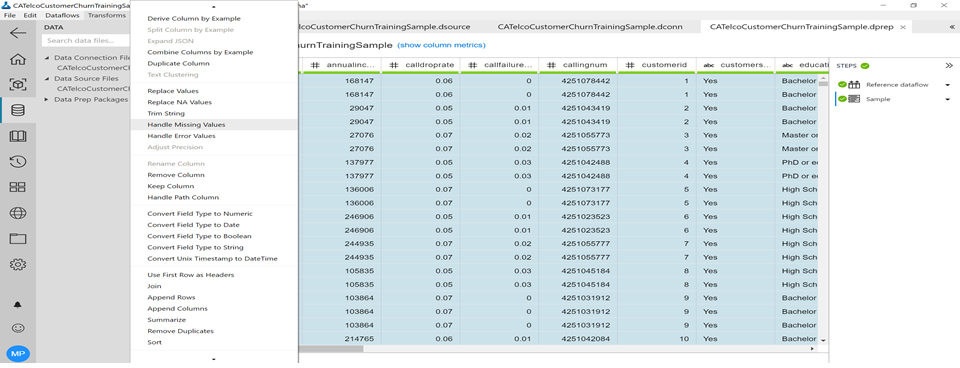 CATelcoCustomerChurnTrainingSa
File Edit Dataflows Transforms
DATA
Search data files...
Data Connection File
CATelcoCustomerCl
Data Source Files
CATelcoCustomerCl
Data Prep Packages
MP
Derive Column by Example
Split Column by Example
Expand JSON
Combine Columns by Example
Duplicate Column
Text Clustering
Replace Values
Replace NA Values
Trim String
Handle Missing Values
Handle Error Values
Adjust Precision
Rename Column
Remove Column
Keep Column
Handle Path Column
Convert Field Type to Numeric
Convert Field Type to Date
Convert Field Type to Boolean
Convert Field Type to String
Convert Unix Timestamp to DateTime
Use First Row as Headers
Join
Append Rows
Append Columns
Summarize
Remove Duplicates
Sort
lcoCustomerChurnTrainingSample.dsource CATelcoCustomerChurnTrainingSample.dconn CATelcoCustomerChurnTrainingSample.dprep
urnTrainingSample (show column metrics)
# annualinc... # calldroprate # callfailure... # callingnum # customerid abc customers... abc educati
168147 0.06 0 4251078442 1 Yes Bachelor
168147 0.06 0 4251078442 1 Yes Bachelor
29047 0.05 0.01 4251043419 2 Yes Bachelor
29047 0.05 0.01 4251043419 2 Yes Bachelor
27076 0.07 0.02 4251055773 3 Yes Master or
27076 0.07 0.02 4251055773 3 Yes Master or
137977 0.05 0.03 4251042488 4 Yes PhD or e
137977 0.05 0.03 4251042488 4 Yes PhD or e
136006 0.07 0 4251073177 5 Yes High Sch
136006 0.07 0 4251073177 5 Yes High Sch
246906 0.05 0.01 4251023523 6 Yes High Sch
246906 0.05 0.01 4251023523 6 Yes High Sch
244935 0.07 0.02 4251055777 7 Yes High Sch
244935 0.07 0.02 4251055777 7 Yes High Sch
105835 0.05 0.03 4251045184 8 Yes High Sch
105835 0.05 0.03 4251045184 8 Yes High Sch
103864 0.07 0 4251031912 9 Yes Bachelor
103864 0.07 0 4251031912 9 Yes Bachelor
103864 0.07 0 4251031912 9 Yes Bachelor
214765 0.06 0.01 4251042084 10 Yes Bachelor
STEPS
Reference dataflow
Sample